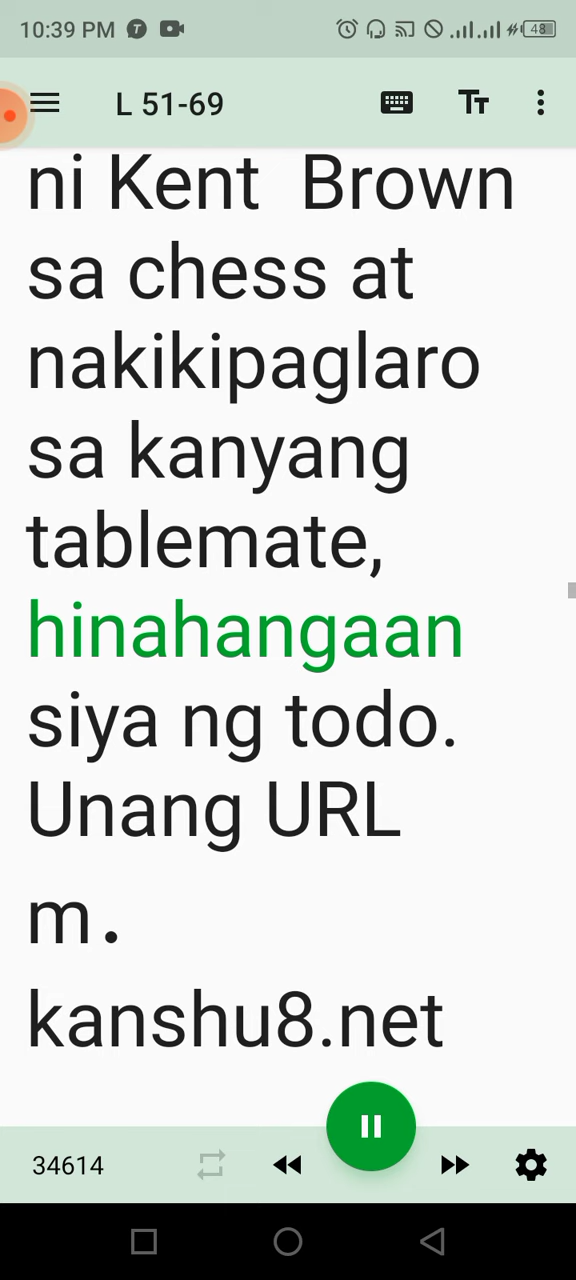 10:39 PM T 48
L 51-69 Tт
ni Kent Brown
sa chess at
nakikipaglaro
sa kanyang
tablemate,
hinahangaan
siya ng todo.
Unang URL
m.
kanshu8.net
34614